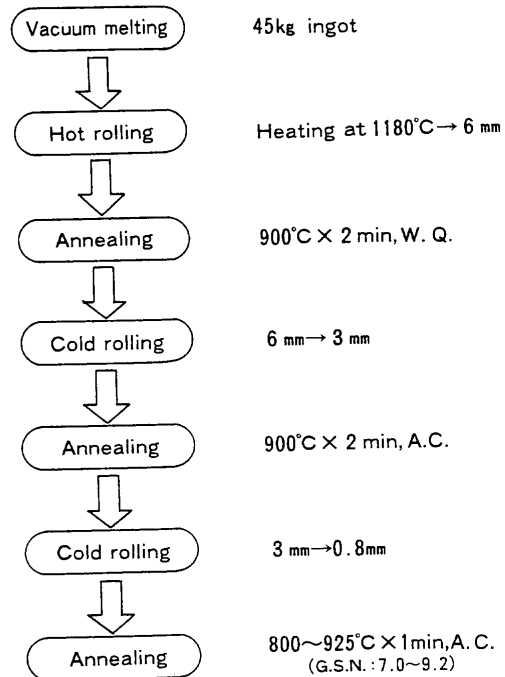 Vacuum melting 45kg ingot
Hot rolling Heating at 1180℃→ 6 mm
Annealing 900℃ × 2 min, W. Q.
Cold rolling 6 mm→ 3 mm
Annealing 900℃ × 2 min, A.C.
Cold rolling 3 mm→0.8mm
Annealing 800～925℃ ×1min, A. C.
(G.S.N. : 7.0～9.2)